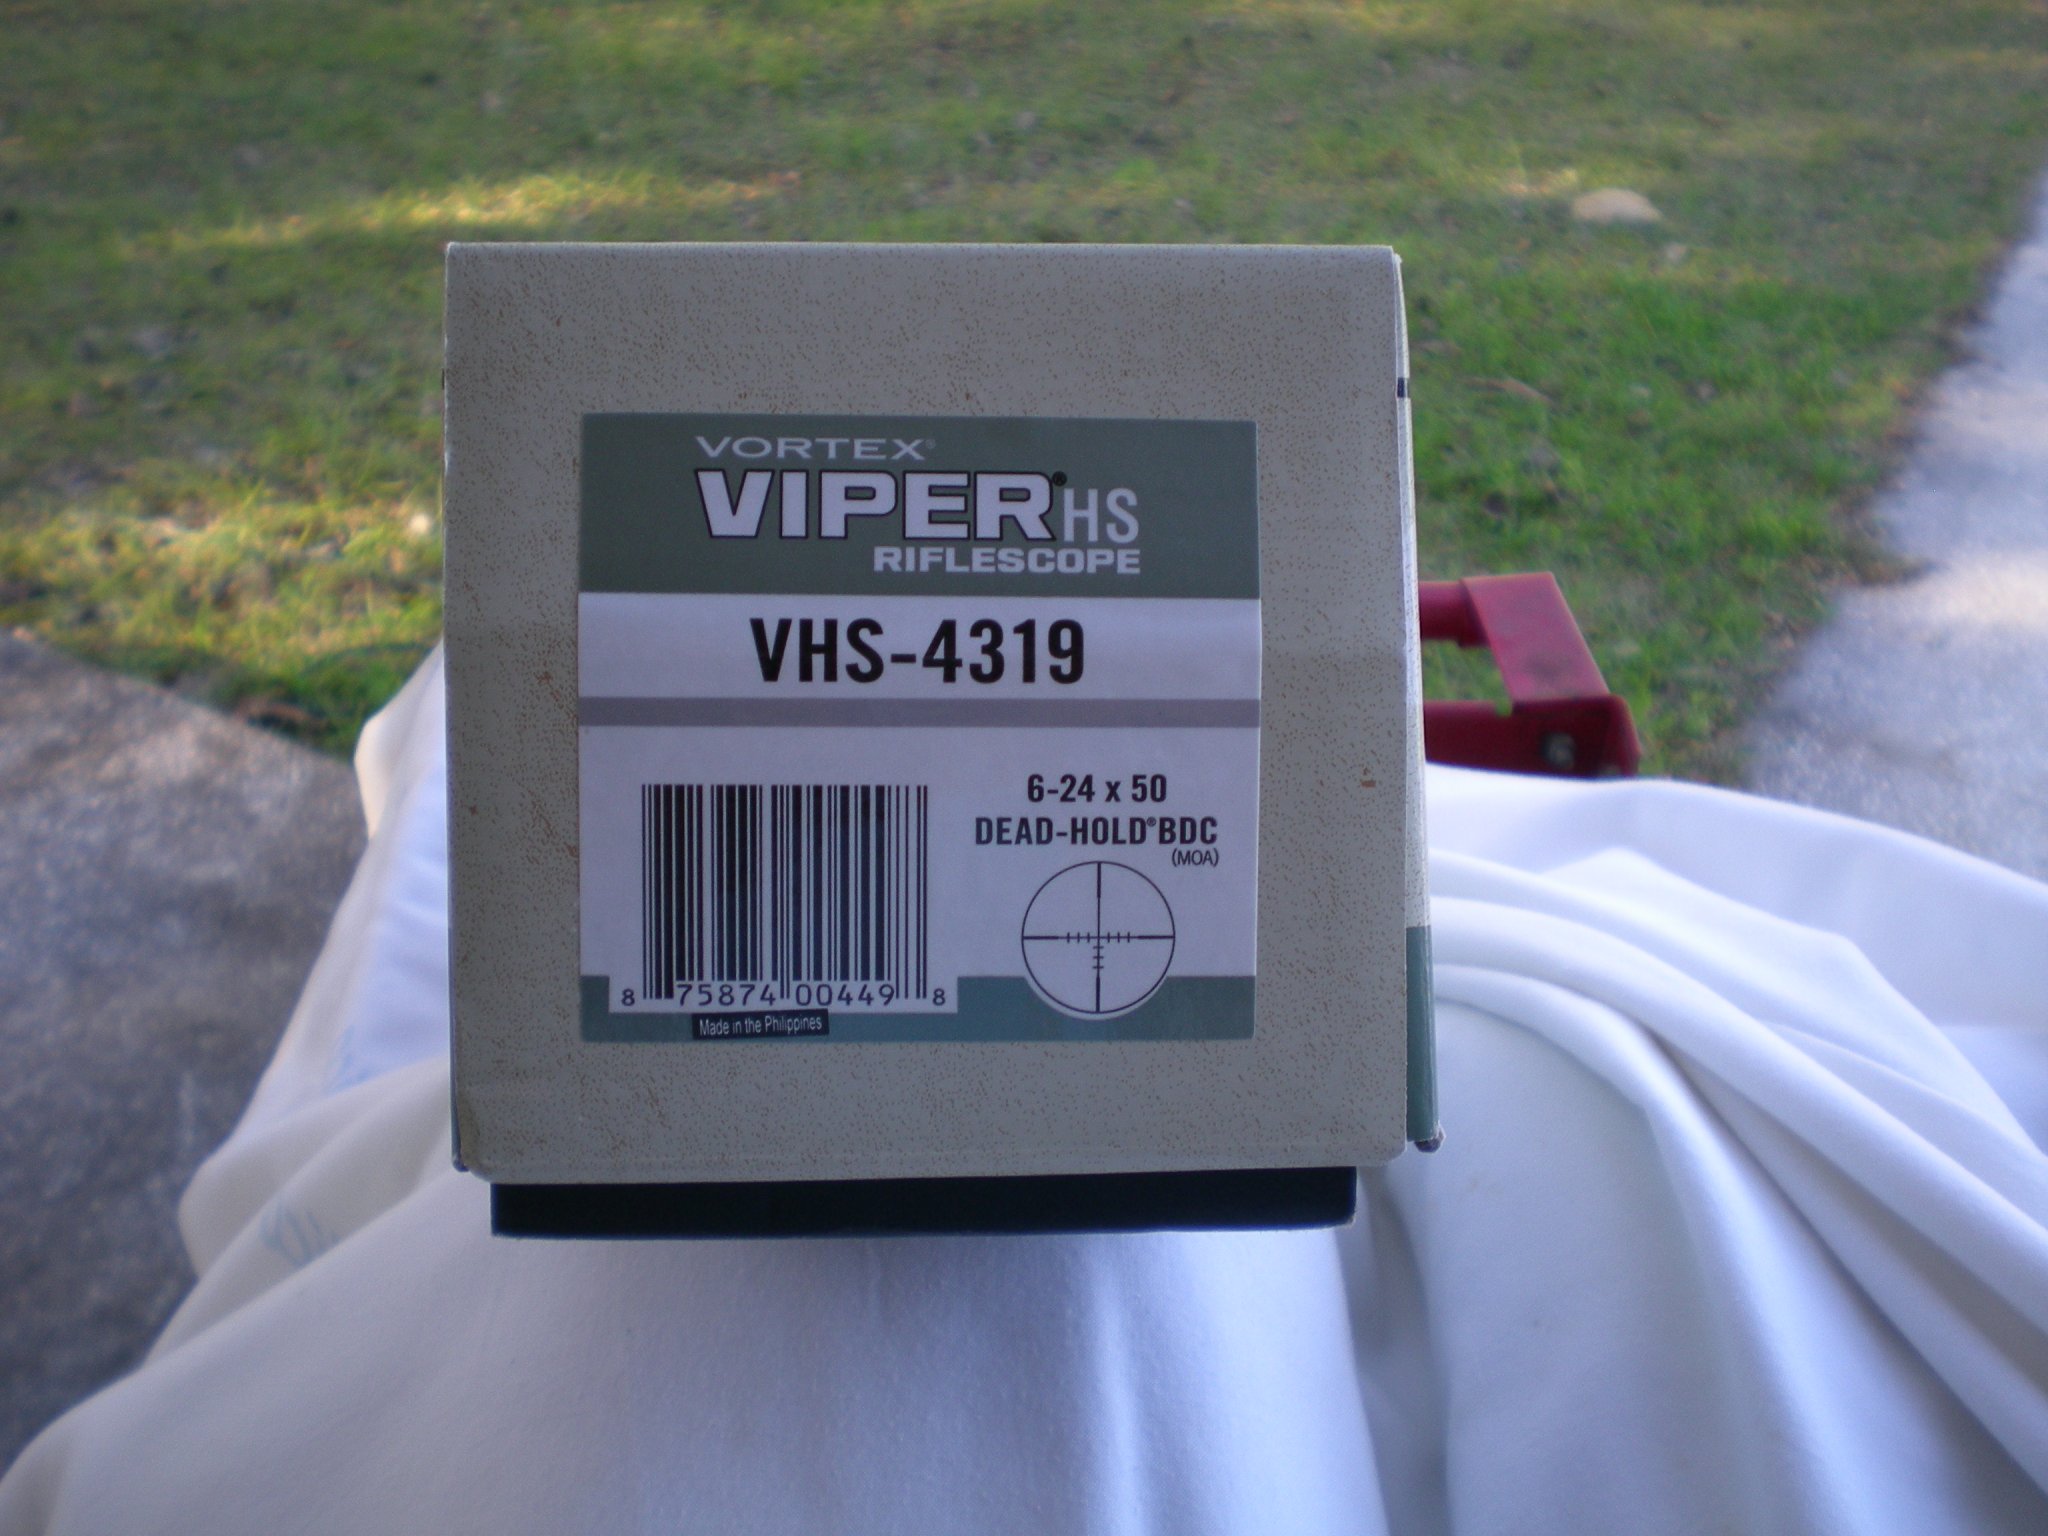 VORTEX®
VIPER® HS
RIFLESCOPE
VHS-4319
6-24 x 50
DEAD-HOLD® BDC
(MOA)
8 75874 00449 8
Made in the Philippines